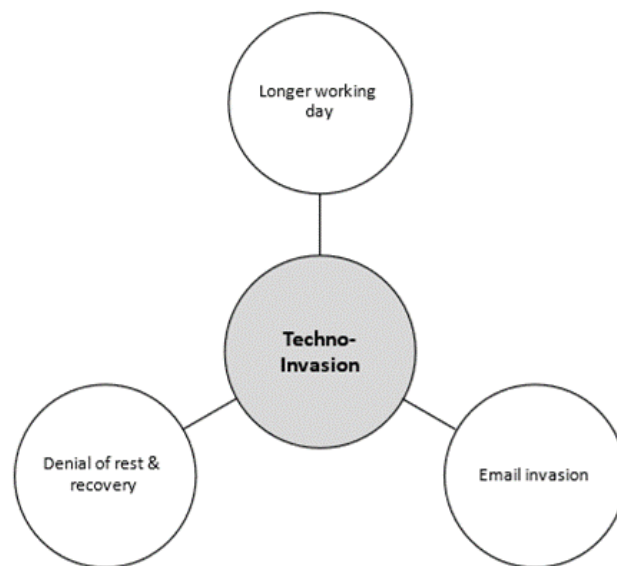 Longer working
day
Techno-
Invasion
Denial of rest &
recovery
Email invasion